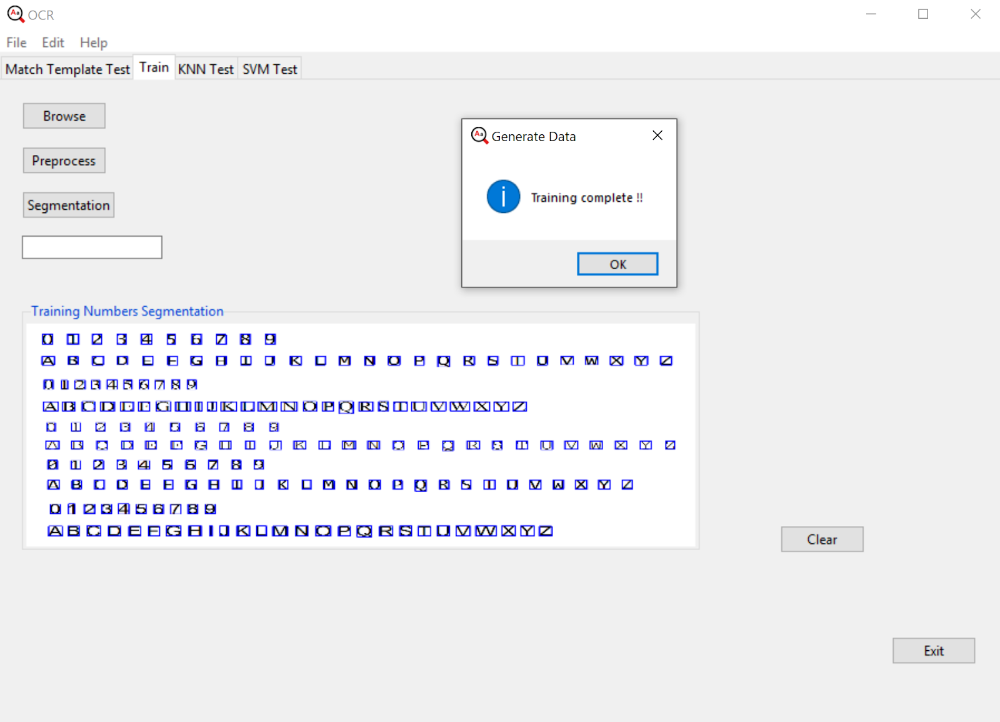 OCR
File Edit Help
Match Template Test Train KNN Test SVM Test
Browse
Preprocess
Segmentation
Generate Data
Training complete !!
OK
Training Numbers Segmentation
0 1 2 3 4 5 6 7 8 9
A B C D E F G H I J K L M N O P Q R S T U V W X Y Z
0 1 2 3 4 5 6 7 8 9
A B C D E F G H I J K L M N O P Q R S T U V W X Y Z
0 1 2 3 4 5 6 7 8 9
A B C D E F G H I J K L M N O P Q R S T U V W X Y Z
0 1 2 3 4 5 6 7 8 9
A B C D E F G H I J K L M N O P Q R S T U V W X Y Z
0 1 2 3 4 5 6 7 8 9
A B C D E F G H I J K L M N O P Q R S T U V W X Y Z
Clear
Exit